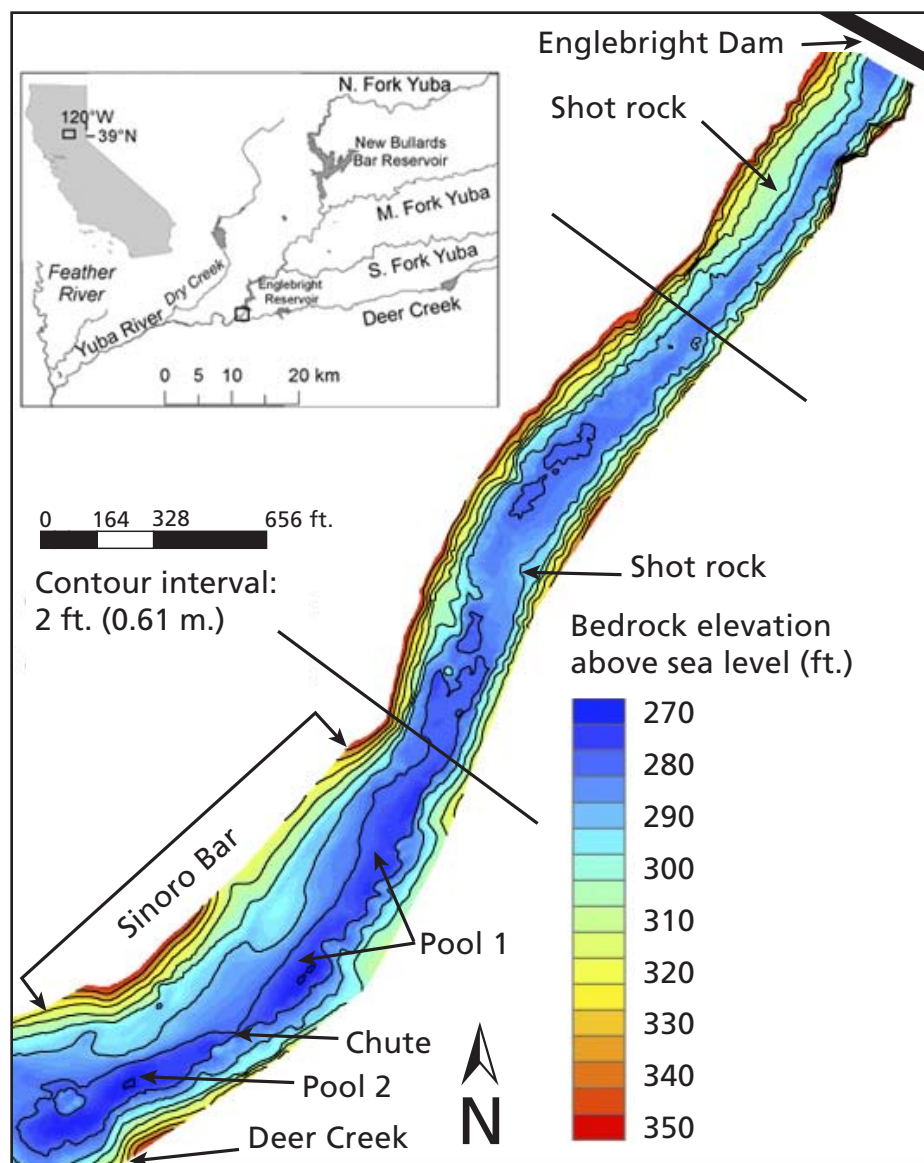 Englebright Dam
Shot rock
120°W
39°N
N. Fork Yuba
New Bullards
Bar Reservoir
M. Fork Yuba
S. Fork Yuba
Feather
River
Dry Creek
Englebright
Reservoir
Deer Creek
Yuba River
0 5 10 20 km
0 164 328 656 ft.
Contour interval:
2 ft. (0.61 m.)
Shot rock
Bedrock elevation
above sea level (ft.)
270
280
290
300
310
320
330
340
350
Sinoro Bar
Pool 1
Chute
Pool 2
N
Deer Creek